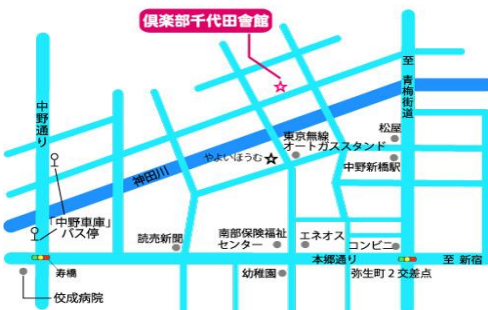 倶楽部千代田會館
至
青梅街道
中野通り
松屋
東京無線
オートガススタンド
やよいほうむ
中野新橋駅
神田川
「中野車庫」
バス停
読売新聞
南部保険福祉
センター
エネオス
コンビニ
本郷通り
至 新宿
寿橋
幼稚園
弥生町2交差点
佼成病院